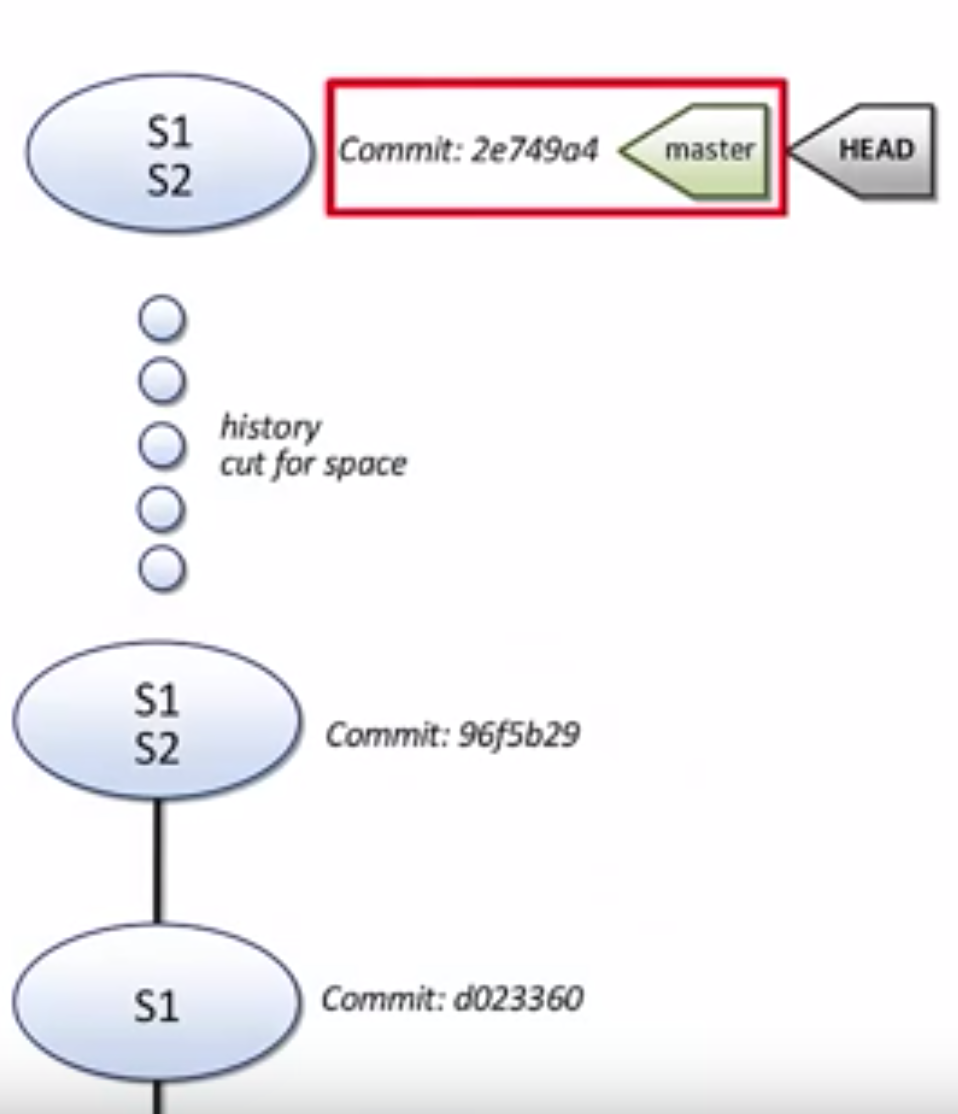 S1
S2
Commit: 2e749a4 master HEAD
history
cut for space
S1
S2
Commit: 96f5b29
S1
Commit: d023360